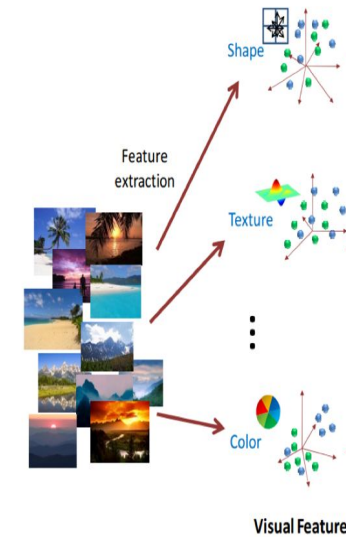 Shape
Feature
extraction
Texture
Color
Visual Feature